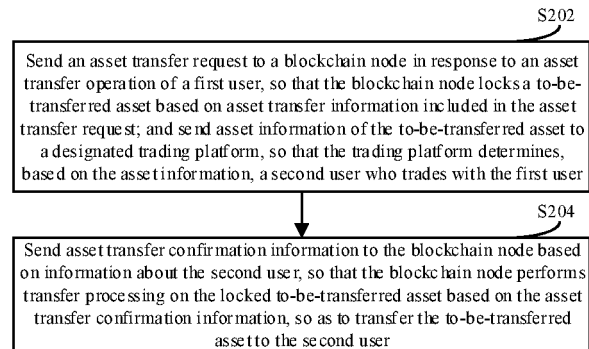 S202
Send an asset transfer request to a blockchain node in response to an asset
transfer operation of a first user, so that the blockchain node locks a to-be-
transferred asset based on asset transfer information included in the asset
transfer request; and send asset information of the to-be-transferred asset to
a designated trading platform, so that the trading platform determines,
based on the asset information, a second user who trades with the first user
S204
Send asset transfer confirmation information to the blockchain node based
on information about the second user, so that the blockchain node performs
transfer processing on the locked to-be-transferred asset based on the asset
transfer confirmation information, so as to transfer the to-be-transferred
asset to the second user